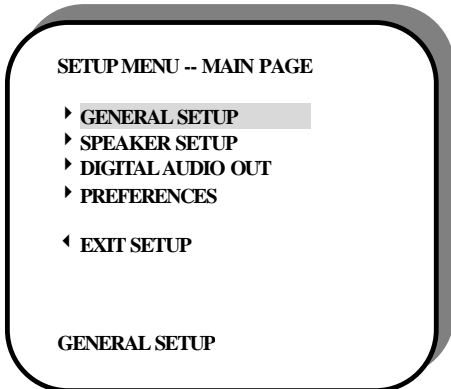 SETUP MENU -- MAIN PAGE
GENERAL SETUP
SPEAKER SETUP
DIGITAL AUDIO OUT
PREFERENCES
EXIT SETUP
GENERAL SETUP